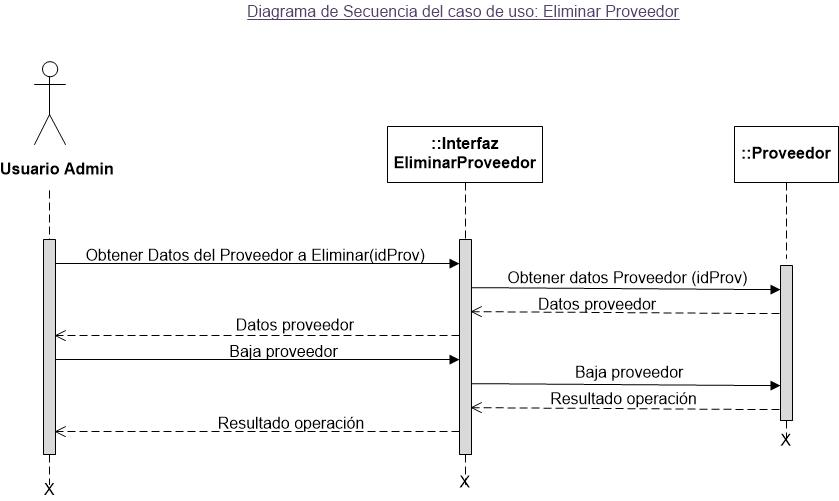 Diagrama de Secuencia del caso de uso: Eliminar Proveedor
Usuario Admin
::Interfaz
EliminarProveedor
::Proveedor
Obtener Datos del Proveedor a Eliminar(idProv)
Obtener datos Proveedor (idProv)
Datos proveedor
Datos proveedor
Baja proveedor
Baja proveedor
Resultado operación
Resultado operación
X
X
X